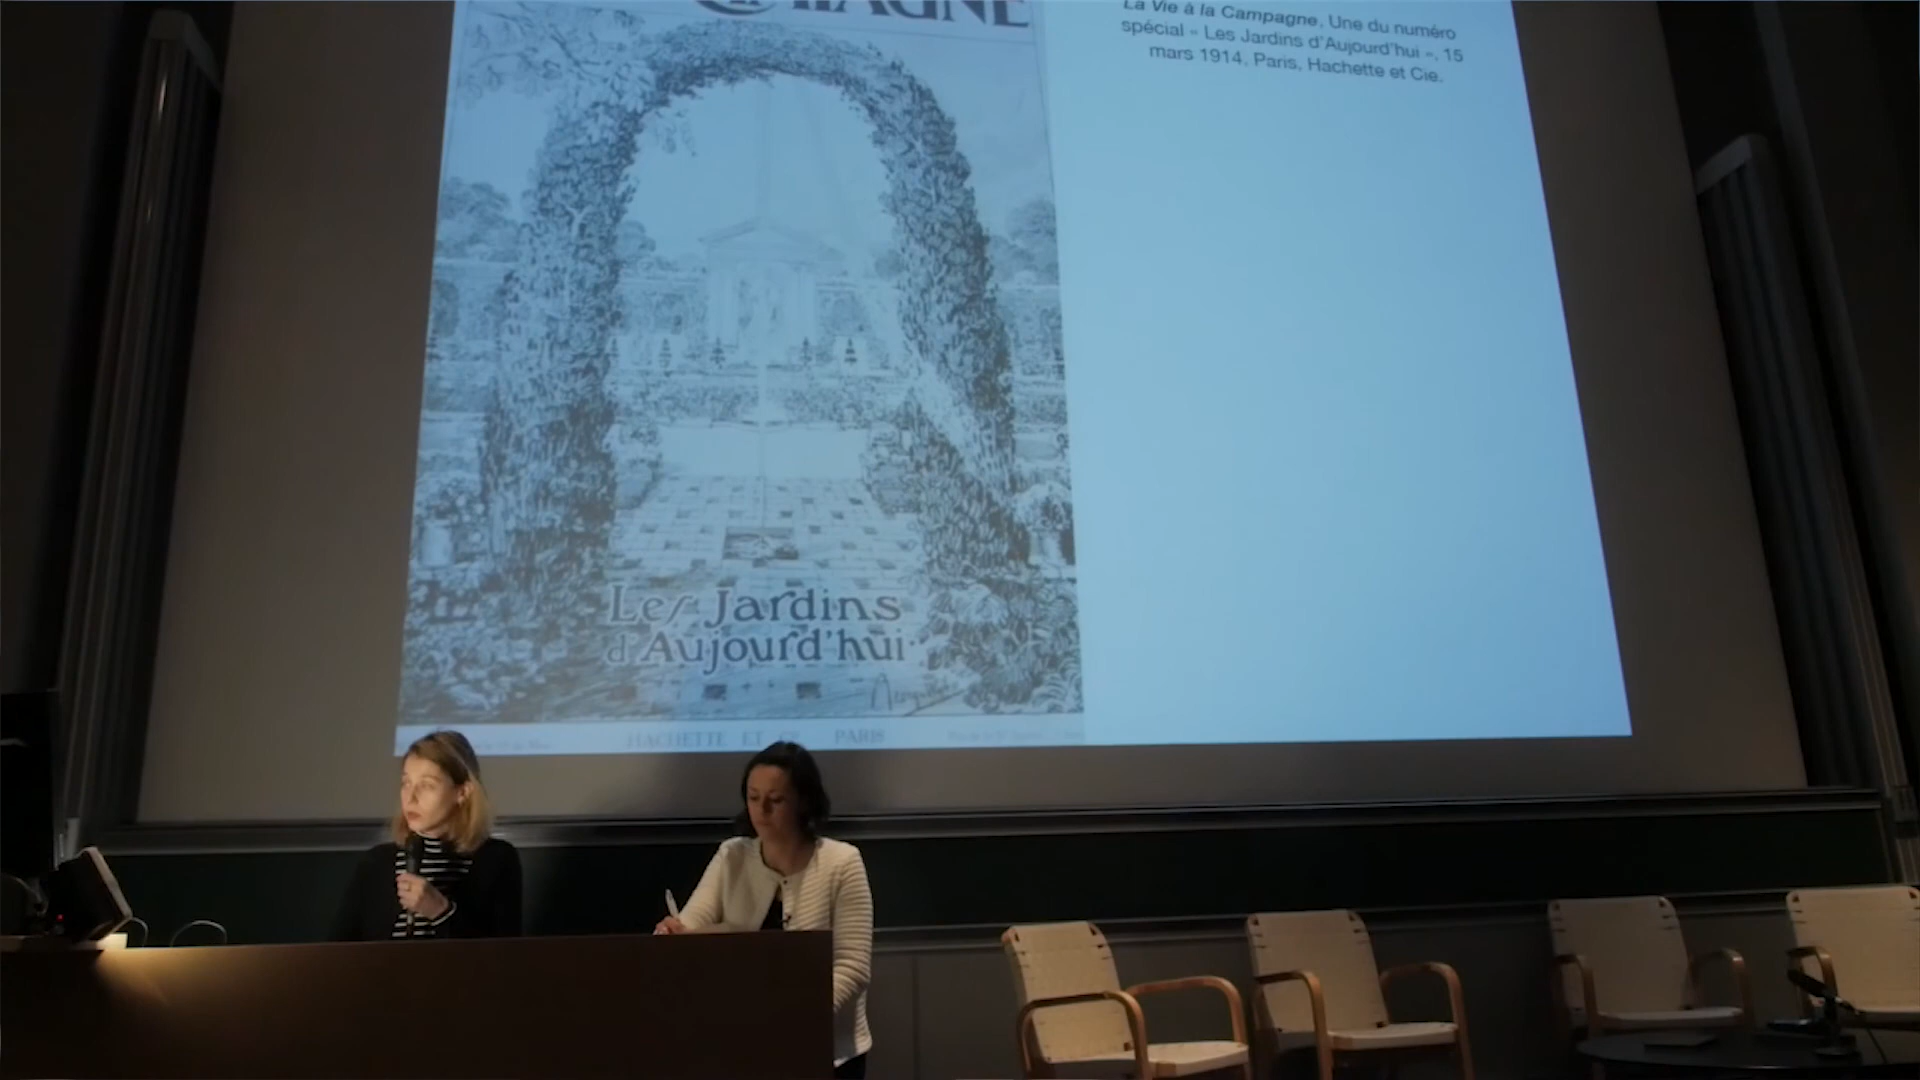 La Vie à la Campagne, Une du numéro
spécial « Les Jardins d'Aujourd'hui », 15
mars 1914, Paris, Hachette et Cie.
Les Jardins
d'Aujourd'hui
HACHETTE ET Cie PARIS